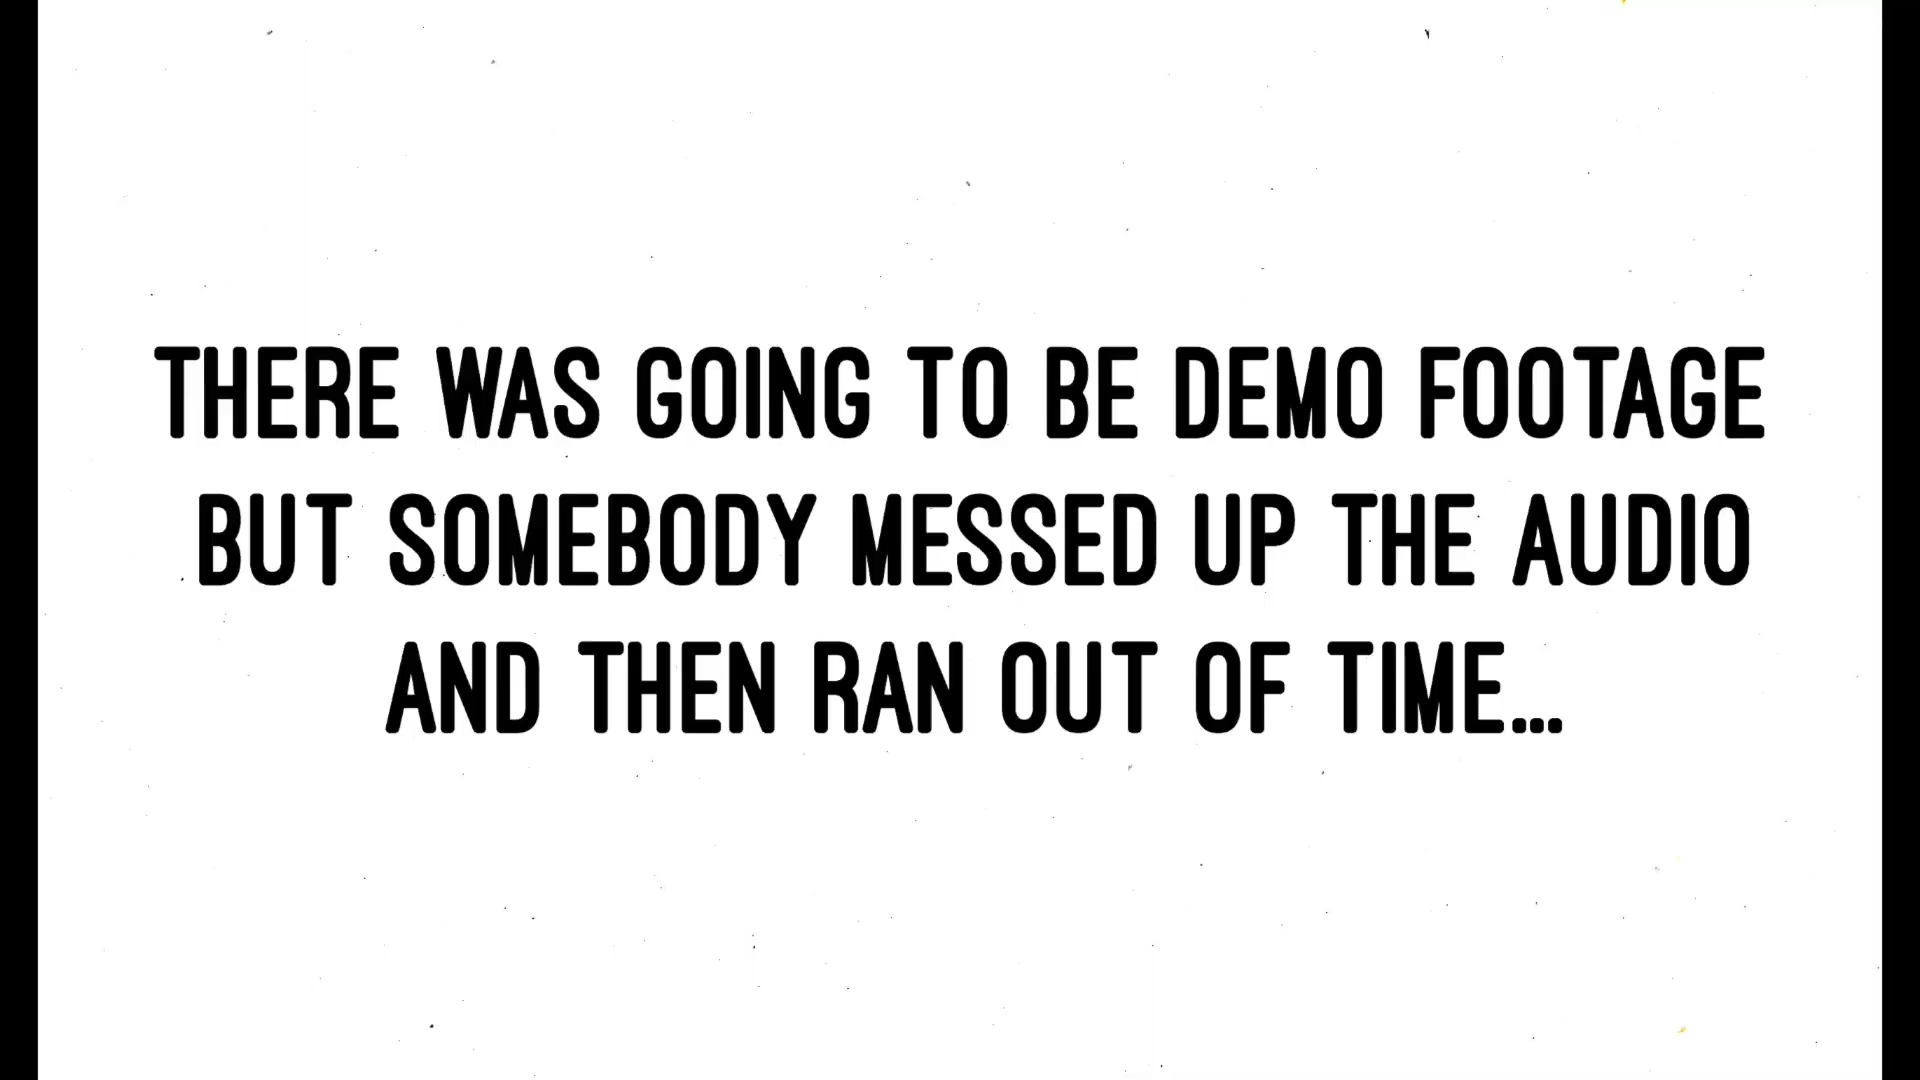 THERE WAS GOING TO BE DEMO FOOTAGE
BUT SOMEBODY MESSED UP THE AUDIO
AND THEN RAN OUT OF TIME...